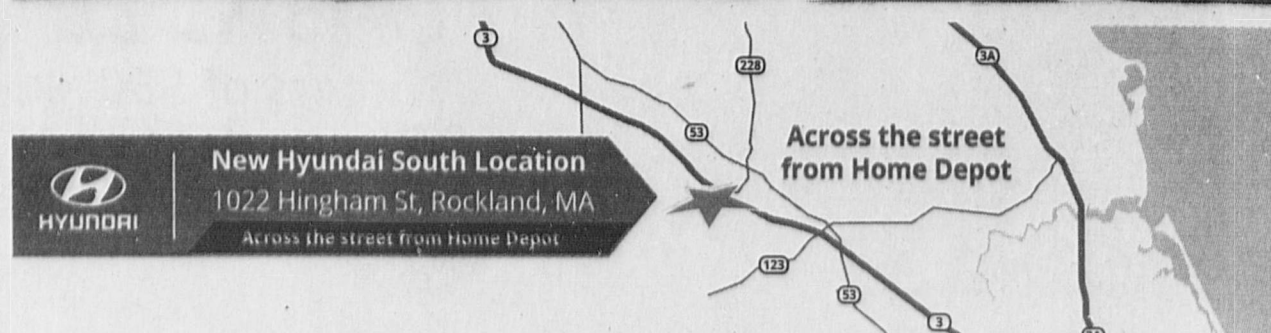 3
228
3A
53
Across the street
from Home Depot
New Hyundai South Location
1022 Hingham St, Rockland, MA
Across the street from Home Depot
HYUNDAI
123
53
3